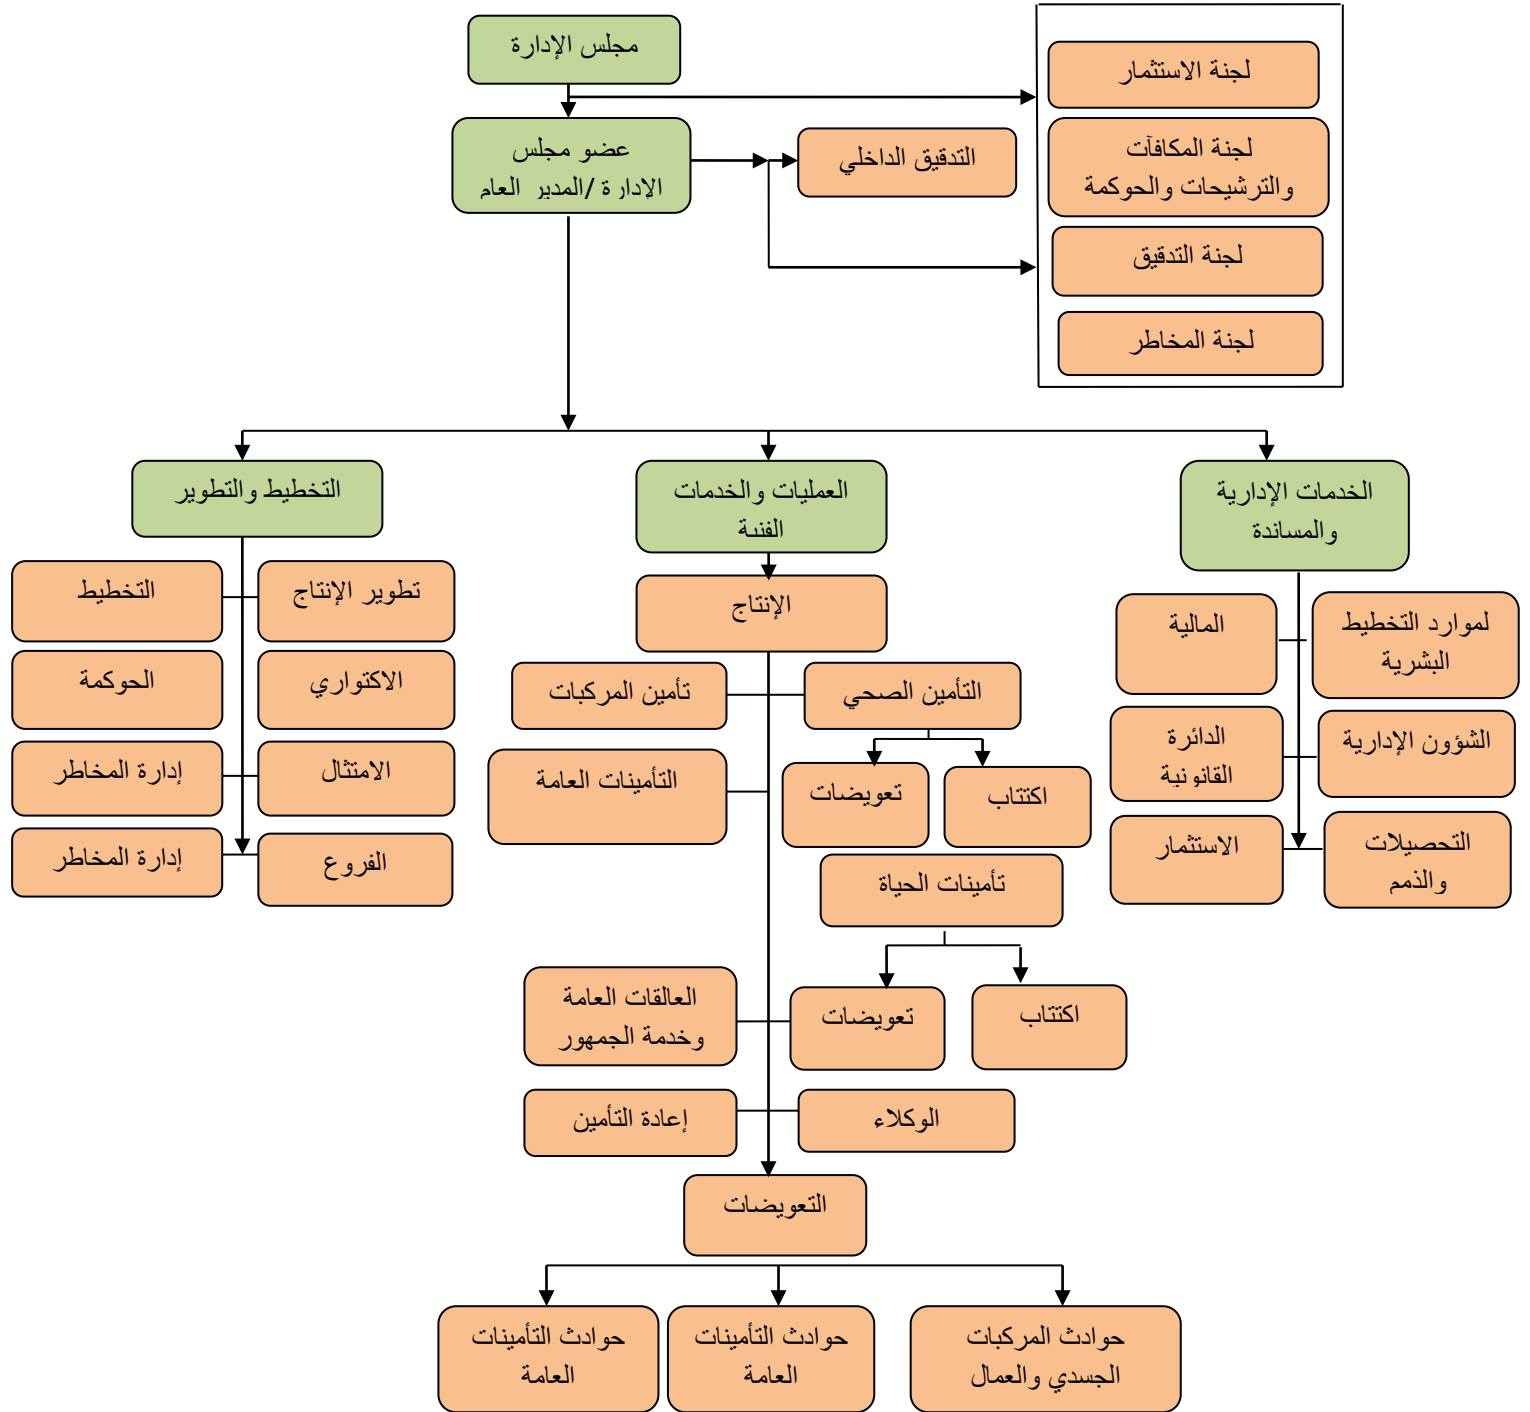 مجلس الإدارة
لجنة الاستثمار
عضو مجلس
الإدارة /المدير العام
التدقيق الداخلي
لجنة المكافآت
والترشيحات والحوكمة
لجنة التدقيق
لجنة المخاطر
الخدمات الإدارية
والمساندة
العمليات والخدمات
الفنية
التخطيط والتطوير
لموارد التخطيط
البشرية
المالية
الشؤون الإدارية
الدائرة
القانونية
التحصيلات
والذمم
الاستثمار
الإنتاج
التأمين الصحي
تأمين المركبات
اكتتاب
تعويضات
التأمينات العامة
تأمينات الحياة
اكتتاب
تعويضات
العالقات العامة
وخدمة الجمهور
الوكلاء
إعادة التأمين
التعويضات
حوادث المركبات
الجسدي والعمال
حوادث التأمينات
العامة
حوادث التأمينات
العامة
تطوير الإنتاج
التخطيط
الاكتواري
الحوكمة
الامتثال
إدارة المخاطر
الفروع
إدارة المخاطر